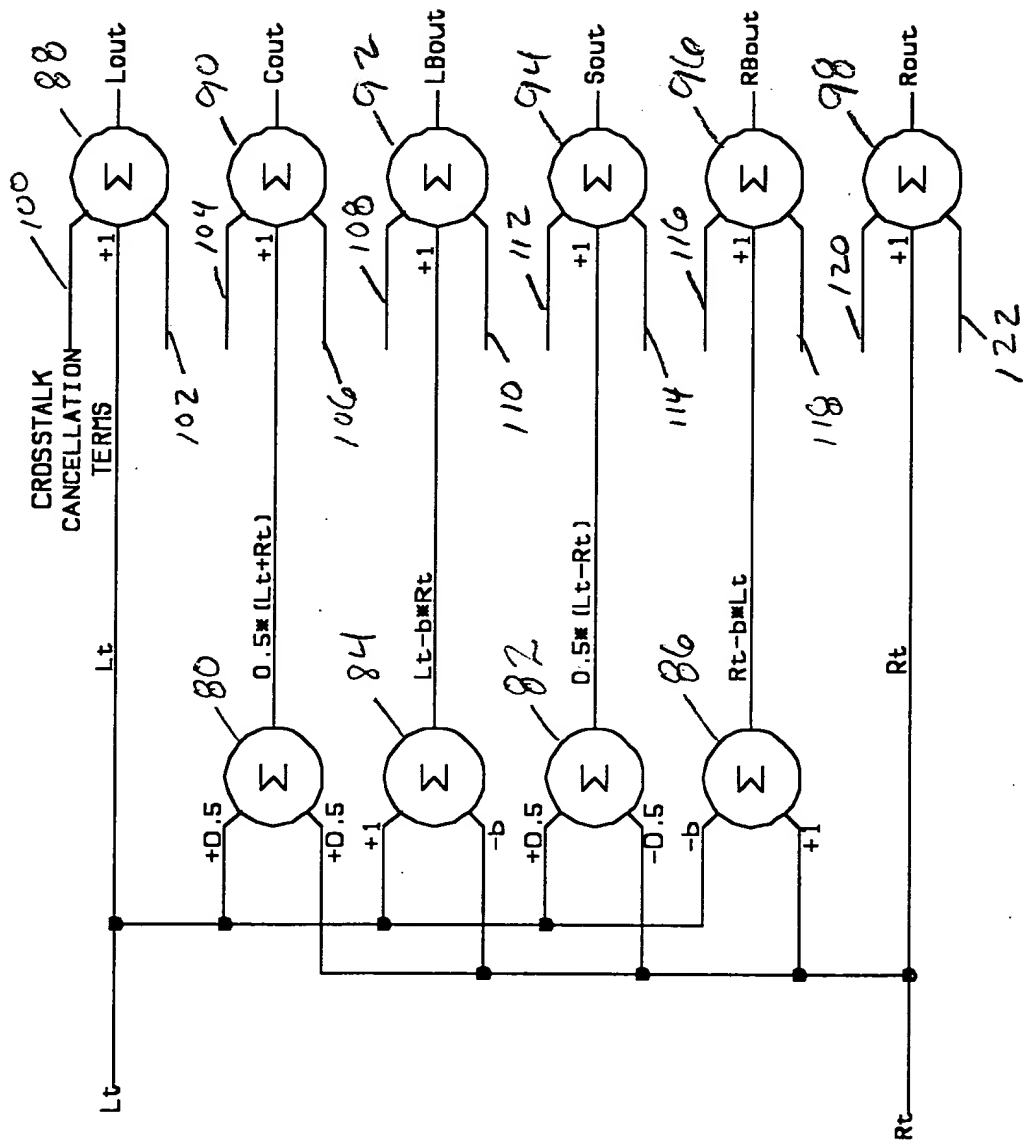 CROSSTALK
CANCELLATION
TERMS
100
88
Lt
Lt
+1
Σ
Lout
102
104
90
80
+0.5
Σ
+0.5
0.5*(Lt+Rt)
+1
Σ
Cout
106
108
92
84
+1
Σ
-b
Lt-b*Rt
+1
Σ
LBout
110
112
94
82
+0.5
Σ
-0.5
0.5*(Lt-Rt)
+1
Σ
Sout
114
116
96
86
-b
Σ
+1
Rt-b*Lt
+1
Σ
RBout
118
120
98
Rt
Rt
+1
Σ
Rout
122